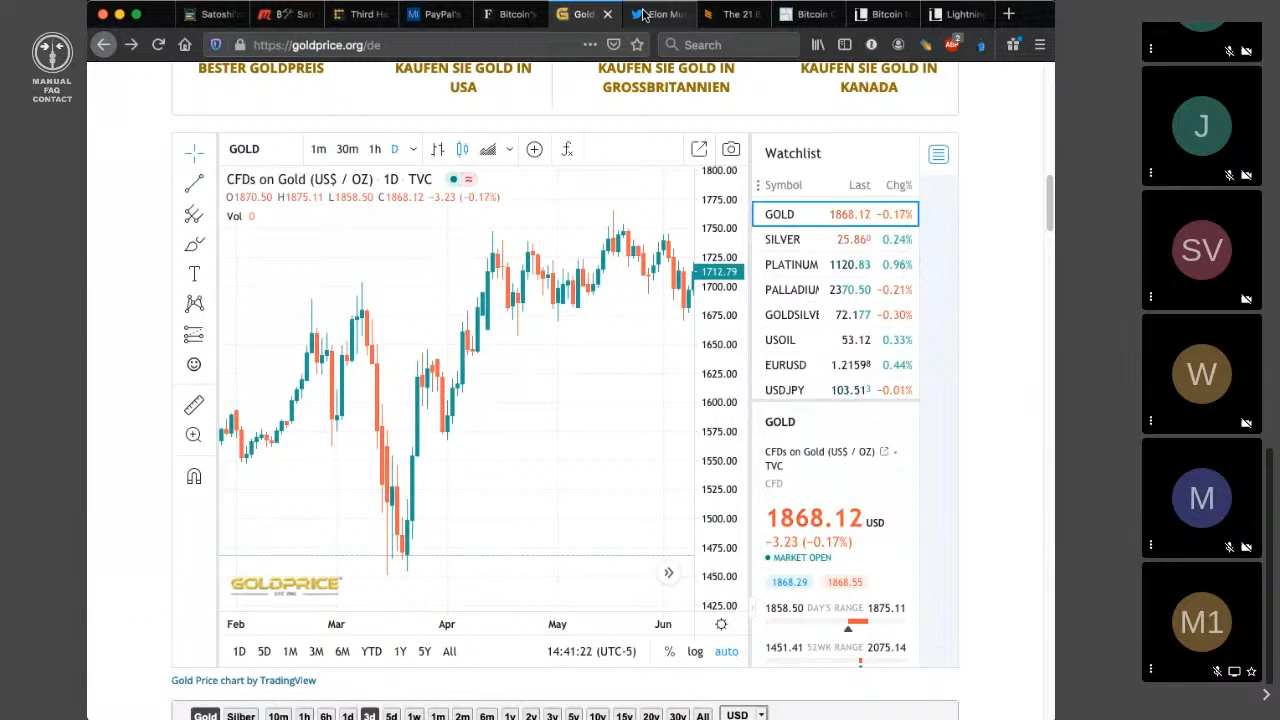 Satoshi's
B Sat
Third Ha
PayPal's
Bitcoin's
Gold
Elon Mus
The 21
Bitcoin
Bitcoin
Lightning
MANUAL
FAQ
CONTACT
https://goldprice.org/de
Search
ABP
2
BESTER GOLDPREIS
KAUFEN SIE GOLD IN
USA
KAUFEN SIE GOLD IN
GROSSBRITANNIEN
KAUFEN SIE GOLD IN
KANADA
GOLD
1m 30m 1h D
CFDs on Gold (US$ / OZ) · 1D · TVC
O1870.50 H1875.11 L1858.50 C1868.12 −3.23 (−0.17%)
Vol 0
1800.00
1775.00
1750.00
1725.00
1712.79
1700.00
1675.00
1650.00
1625.00
1600.00
1575.00
1550.00
1525.00
1500.00
1475.00
1450.00
1425.00
GOLDPRICE
Feb Mar Apr May Jun
1D 5D 1M 3M 6M YTD 1Y 5Y All
14:41:22 (UTC-5)
% log auto
Gold Price chart by TradingView
Watchlist
Symbol Last Chg%
GOLD 1868.12 −0.17%
SILVER 25.860 0.24%
PLATINUM 1120.83 0.96%
PALLADIU 2370.50 −0.21%
GOLDSILVE 72.177 −0.30%
USOIL 53.12 0.33%
EURUSD 1.21598 0.44%
USDJPY 103.513 −0.01%
GOLD
CFDs on Gold (US$ / OZ) •
TVC
CFD
1868.12 USD
−3.23 (−0.17%)
MARKET OPEN
1868.29 1868.55
1858.50 DAY'S RANGE 1875.11
1451.41 52WK RANGE 2075.14
Gold Silber 10m 1h 6h 1d 3d 5d 1w 1m 2m 6m 1y 2y 3y 5y 10y 15y 20y 30y All USD
J
SV
W
M
M1